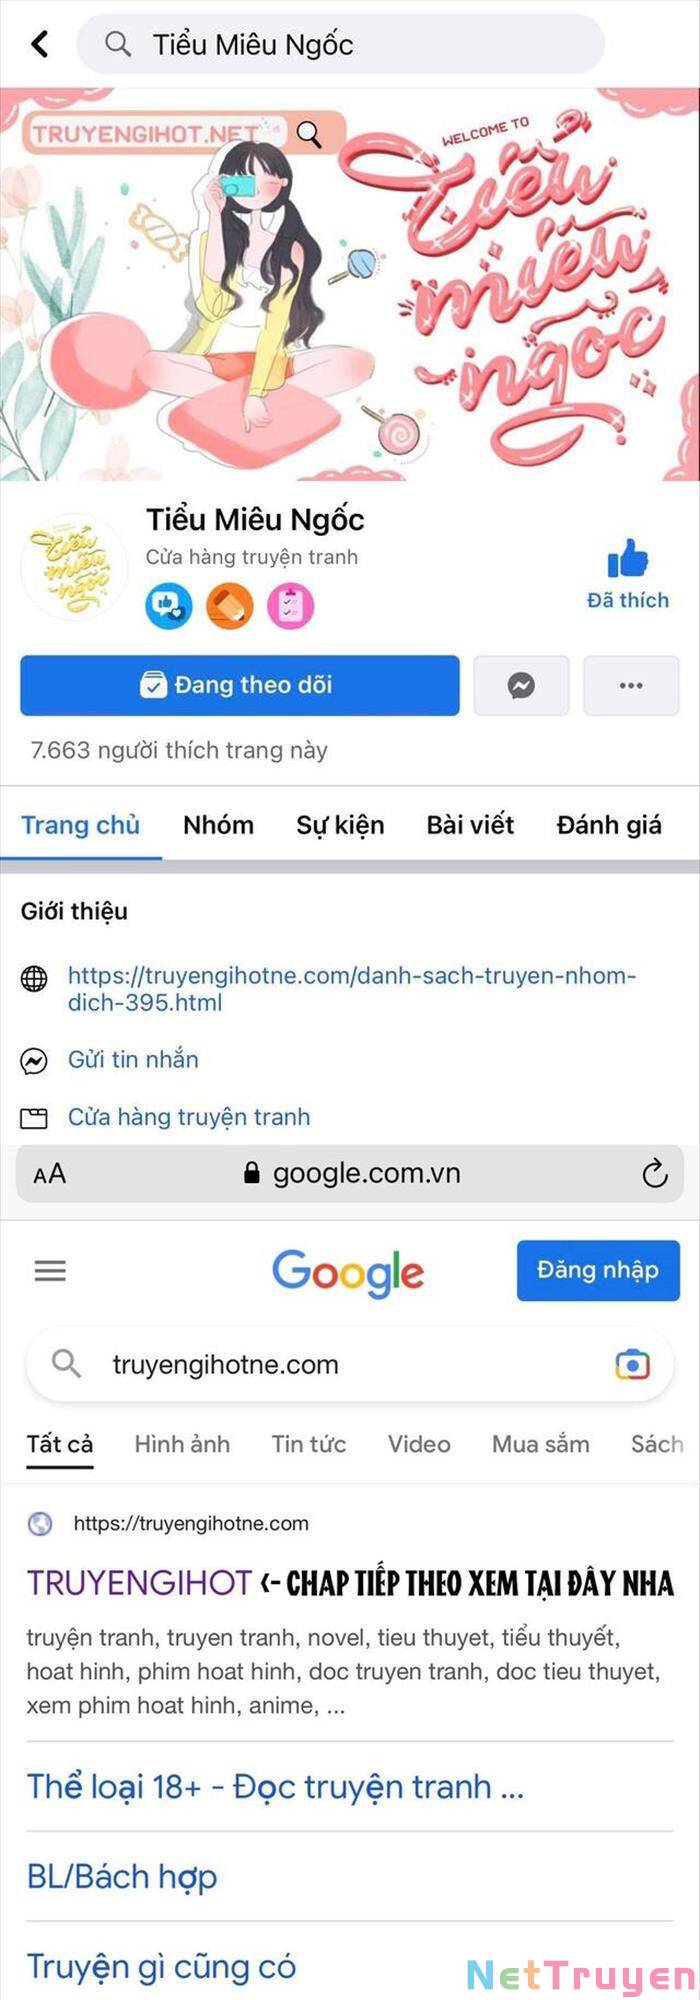 Tiểu Miêu Ngốc
TRUYENGIHOT.NET
WELCOME TO
Tiểu
miêu
ngốc
Tiểu
miêu
ngốc
Tiểu Miêu Ngốc
Cửa hàng truyện tranh
Đã thích
Đang theo dõi
7.663 người thích trang này
Trang chủ Nhóm Sự kiện Bài viết Đánh giá
Giới thiệu
https://truyengihotne.com/danh-sach-truyen-nhom-
dich-395.html
Gửi tin nhắn
Cửa hàng truyện tranh
AA google.com.vn
Google Đăng nhập
truyengihotne.com
Tất cả Hình ảnh Tin tức Video Mua sắm Sách
https://truyengihotne.com
TRUYENGIHOT <- CHAP TIẾP THEO XEM TẠI ĐÂY NHA
truyện tranh, truyen tranh, novel, tieu thuyet, tiểu thuyết,
hoat hinh, phim hoat hinh, doc truyen tranh, doc tieu thuyet,
xem phim hoat hinh, anime, ...
Thể loại 18+ - Đọc truyện tranh ...
BL/Bách hợp
Truyện gì cũng có
NetTruyen